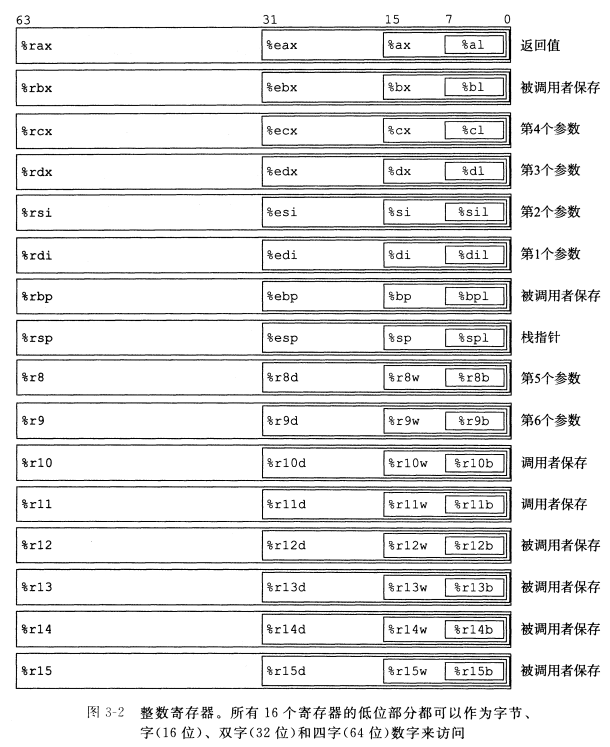 63 31 15 7 0
%rax %eax %ax %al 返回值
%rbx %ebx %bx %bl 被调用者保存
%rcx %ecx %cx %cl 第4个参数
%rdx %edx %dx %dl 第3个参数
%rsi %esi %si %sil 第2个参数
%rdi %edi %di %dil 第1个参数
%rbp %ebp %bp %bpl 被调用者保存
%rsp %esp %sp %spl 栈指针
%r8 %r8d %r8w %r8b 第5个参数
%r9 %r9d %r9w %r9b 第6个参数
%r10 %r10d %r10w %r10b 调用者保存
%r11 %r11d %r11w %r11b 调用者保存
%r12 %r12d %r12w %r12b 被调用者保存
%r13 %r13d %r13w %r13b 被调用者保存
%r14 %r14d %r14w %r14b 被调用者保存
%r15 %r15d %r15w %r15b 被调用者保存
图 3-2 整数寄存器。所有 16 个寄存器的低位部分都可以作为字节、
字(16 位)、双字(32 位)和四字(64 位)数字来访问